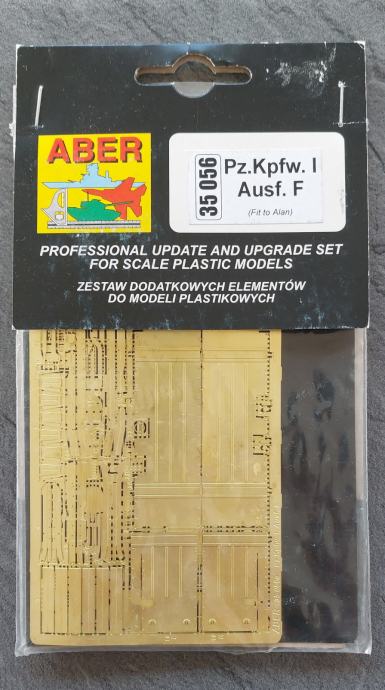 ABER
35 056
Pz.Kpfw. I
Ausf. F
(Fit to Alan)
PROFESSIONAL UPDATE AND UPGRADE SET
FOR SCALE PLASTIC MODELS
ZESTAW DODATKOWYCH ELEMENTÓW
DO MODELI PLASTIKOWYCH